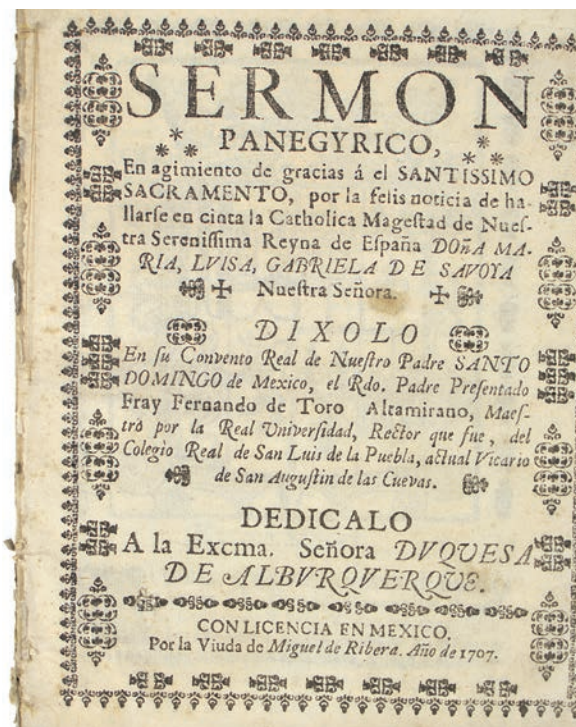 SERMON
PANEGYRICO,
En agimiento de gracias á el SANTISSIMO
SACRAMENTO, por la felis noticia de ha-
llarse en cinta la Catholica Magestad de Nues-
tra Serenissima Reyna de España DOña MA-
RIA, LVISA, GABRIELA DE SAVOYA
Nuestra Señora.
DIXOLO
En su Convento Real de Nuestro Padre SANTO
DOMINGO de Mexico, el Rdo. Padre Presentado
Fray Fernando de Toro Altamirano, Maes-
tro por la Real Universidad, Rector que fue, del
Colegio Real de San Luis de la Puebla, actual Vicario
de San Augustin de las Cuevas.
DEDICALO
A la Excma. Señora DVQVESA
DE ALBVRQVERQVE.
CON LICENCIA EN MEXICO.
Por la Viuda de Miguel de Ribera. Año de 1707.